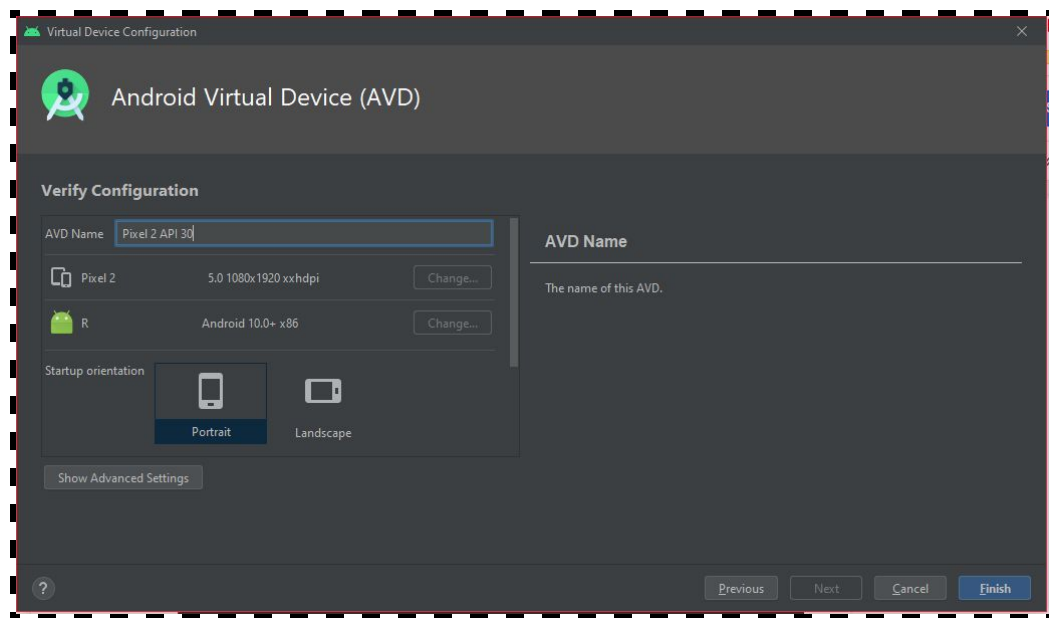 Virtual Device Configuration
Android Virtual Device (AVD)
Verify Configuration
AVD Name Pixel 2 API 30
Pixel 2 5.0 1080x1920 xxhdpi Change...
R Android 10.0+ x86 Change...
Startup orientation
Portrait Landscape
Show Advanced Settings
AVD Name
The name of this AVD.
? Previous Next Cancel Finish